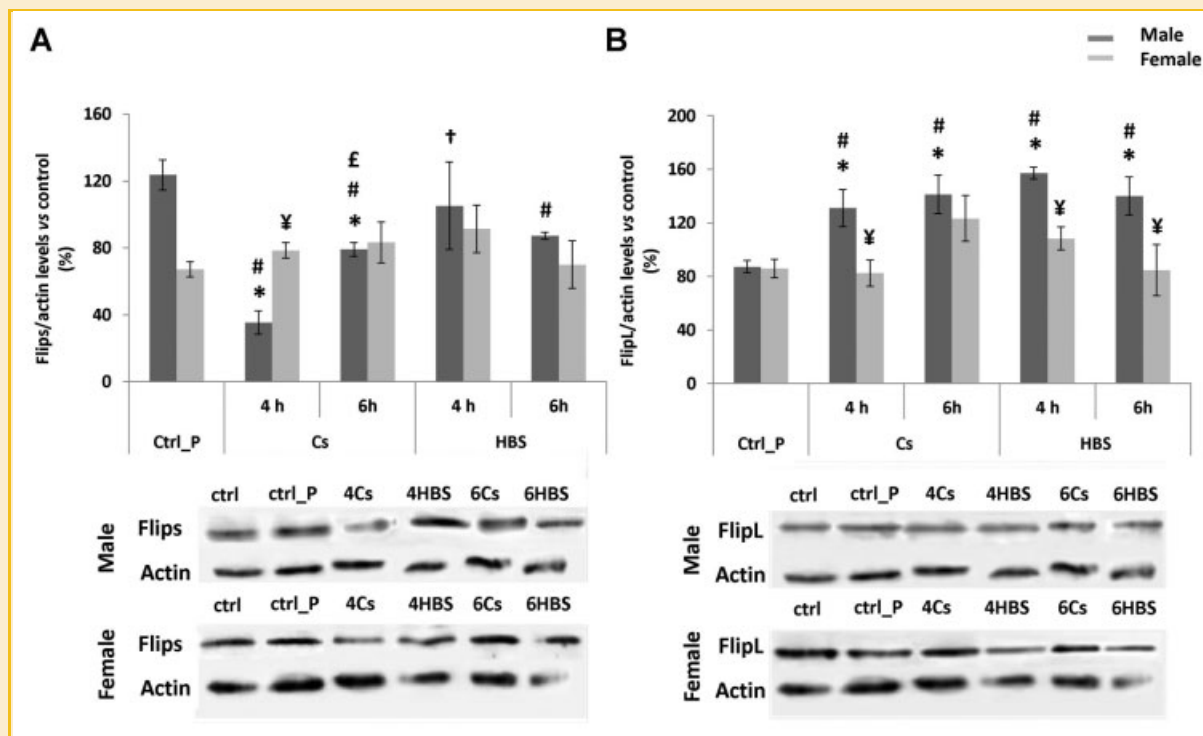 A
Flips/actin levels vs control
(%)
160
120
80
40
0
#
*
¥
£
#
*
†
#
4 h
6h
4 h
6h
Ctrl_P
Cs
HBS
ctrl ctrl_P 4Cs 4HBS 6Cs 6HBS
Male
Flips
Actin
ctrl ctrl_P 4Cs 4HBS 6Cs 6HBS
Female
Flips
Actin
B
Male
Female
FlipL/actin levels vs control
(%)
200
160
120
80
40
0
#
*
¥
#
*
#
*
¥
#
*
¥
4 h
6h
4 h
6h
Ctrl_P
Cs
HBS
ctrl ctrl_P 4Cs 4HBS 6Cs 6HBS
Male
FlipL
Actin
ctrl ctrl_P 4Cs 4HBS 6Cs 6HBS
Female
FlipL
Actin